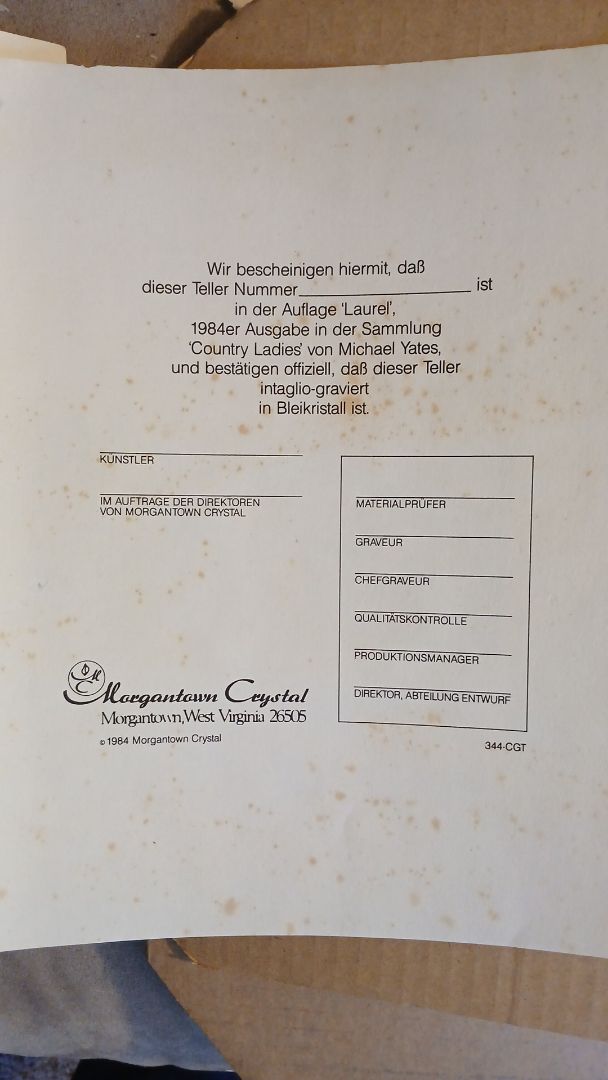 Wir bescheinigen hiermit, daß
dieser Teller Nummer____________________ ist
in der Auflage ‘Laurel’,
1984er Ausgabe in der Sammlung
‘Country Ladies’ von Michael Yates,
und bestätigen offiziell, daß dieser Teller
intaglio-graviert
in Bleikristall ist.
KÜNSTLER
IM AUFTRAGE DER DIREKTOREN
VON MORGANTOWN CRYSTAL
MATERIALPRÜFER
GRAVEUR
CHEFGRAVEUR
QUALITÄTSKONTROLLE
PRODUKTIONSMANAGER
DIREKTOR, ABTEILUNG ENTWURF
Morgantown Crystal
Morgantown, West Virginia 26505
© 1984 Morgantown Crystal
344-CGT